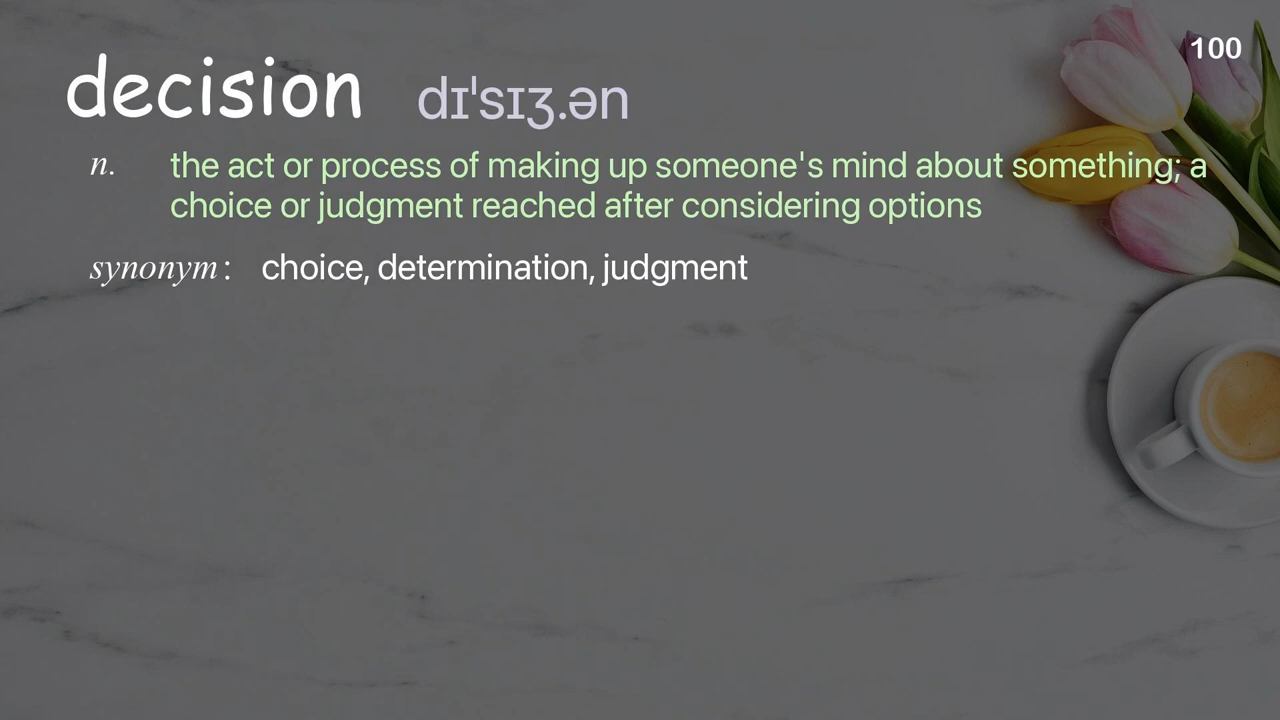 100
decision dɪˈsɪʒ.ən
n. the act or process of making up someone's mind about something; a
choice or judgment reached after considering options
synonym: choice, determination, judgment